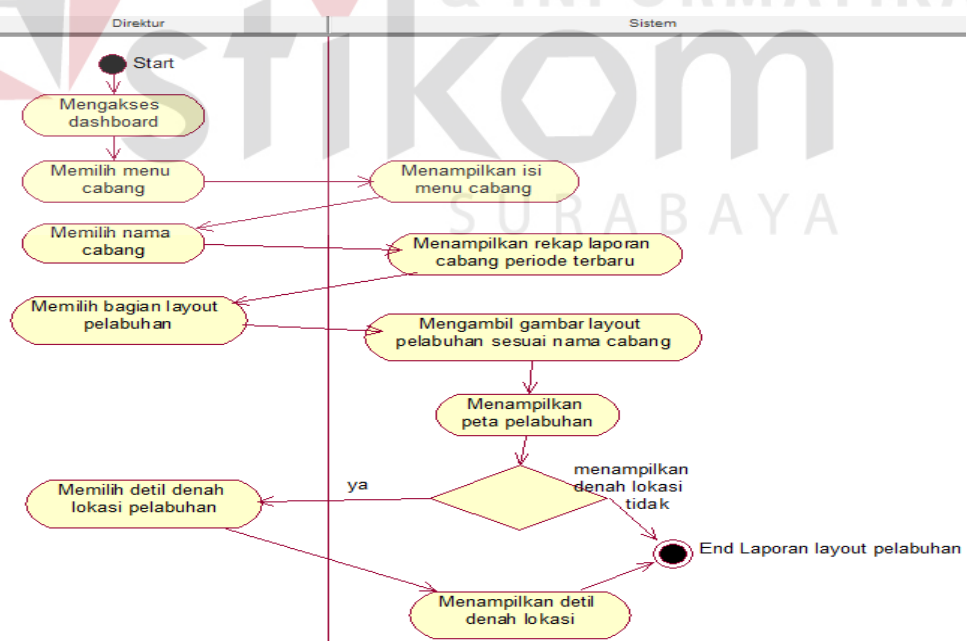 & INFORMATIKA
Direktur
Sistem
stikom
SURABAYA
Start
Mengakses
dashboard
Memilih menu
cabang
Menampilkan isi
menu cabang
Memilih nama
cabang
Menampilkan rekap laporan
cabang periode terbaru
Memilih bagian layout
pelabuhan
Mengambil gambar layout
pelabuhan sesuai nama cabang
Menampilkan
peta pelabuhan
menampilkan
denah lokasi
tidak
ya
Memilih detil denah
lokasi pelabuhan
End Laporan layout pelabuhan
Menampilkan detil
denah lokasi